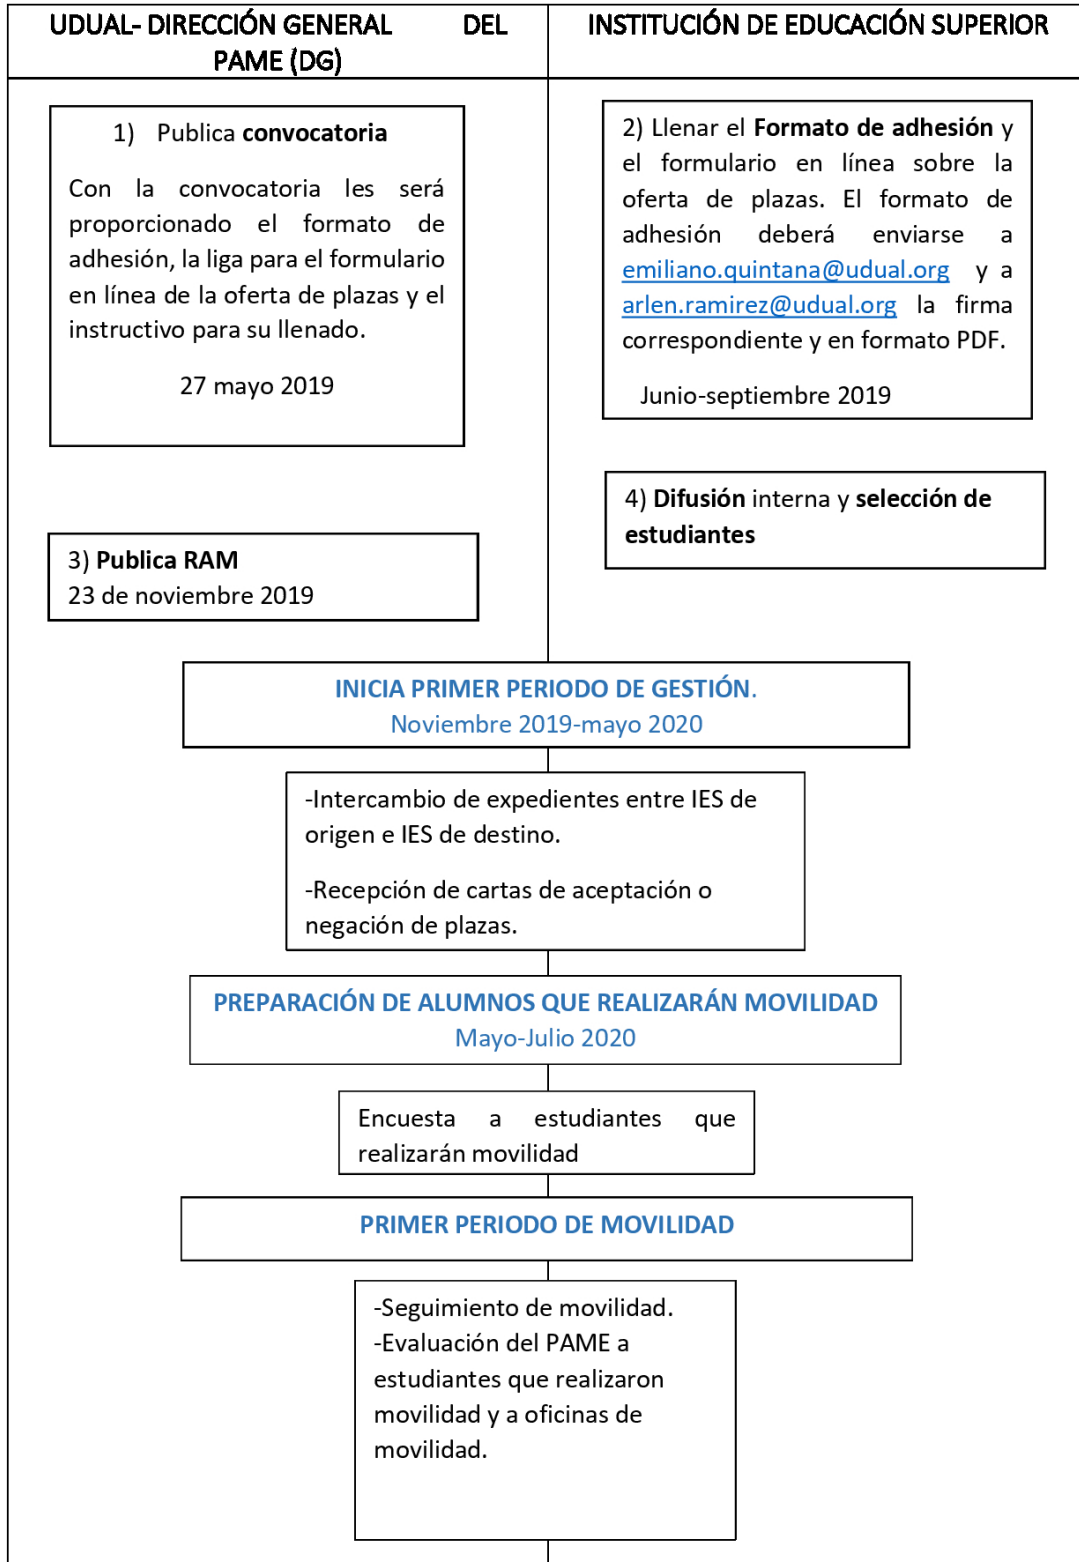 UDUAL- DIRECCIÓN GENERAL DEL
PAME (DG)
INSTITUCIÓN DE EDUCACIÓN SUPERIOR
1) Publica convocatoria
Con la convocatoria les será
proporcionado el formato de
adhesión, la liga para el formulario
en línea de la oferta de plazas y el
instructivo para su llenado.
27 mayo 2019
2) Llenar el Formato de adhesión y
el formulario en línea sobre la
oferta de plazas. El formato de
adhesión deberá enviarse a
emiliano.quintana@udual.org y a
arlen.ramirez@udual.org la firma
correspondiente y en formato PDF.
Junio-septiembre 2019
3) Publica RAM
23 de noviembre 2019
4) Difusión interna y selección de
estudiantes
INICIA PRIMER PERIODO DE GESTIÓN.
Noviembre 2019-mayo 2020
-Intercambio de expedientes entre IES de
origen e IES de destino.
-Recepción de cartas de aceptación o
negación de plazas.
PREPARACIÓN DE ALUMNOS QUE REALIZARÁN MOVILIDAD
Mayo-Julio 2020
Encuesta a estudiantes que
realizarán movilidad
PRIMER PERIODO DE MOVILIDAD
-Seguimiento de movilidad.
-Evaluación del PAME a
estudiantes que realizaron
movilidad y a oficinas de
movilidad.